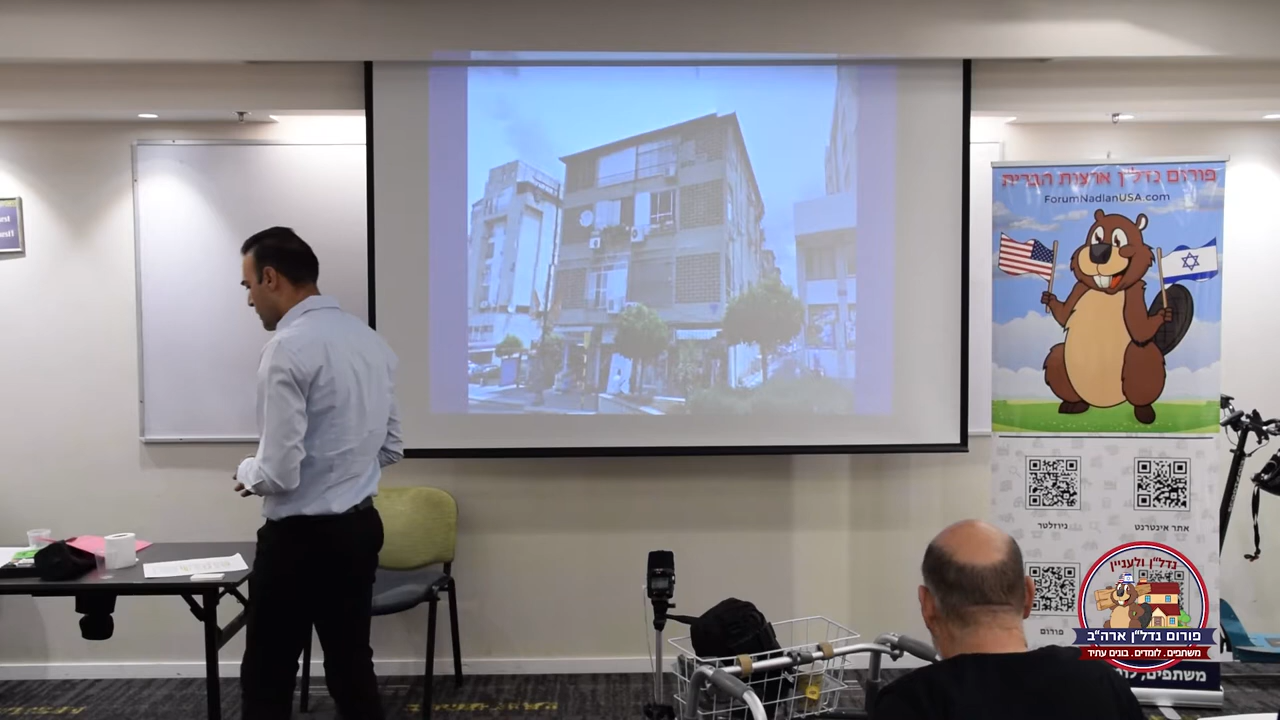 פורום נדל"ן ארצות הברית
ForumNadlanUSA.com
ניוזלטר
אתר אינטרנט
פורום
נדל"ן ולעניין
פורום נדל"ן ארה"ב
משתפים. לומדים. בונים עתיד
משתפים,